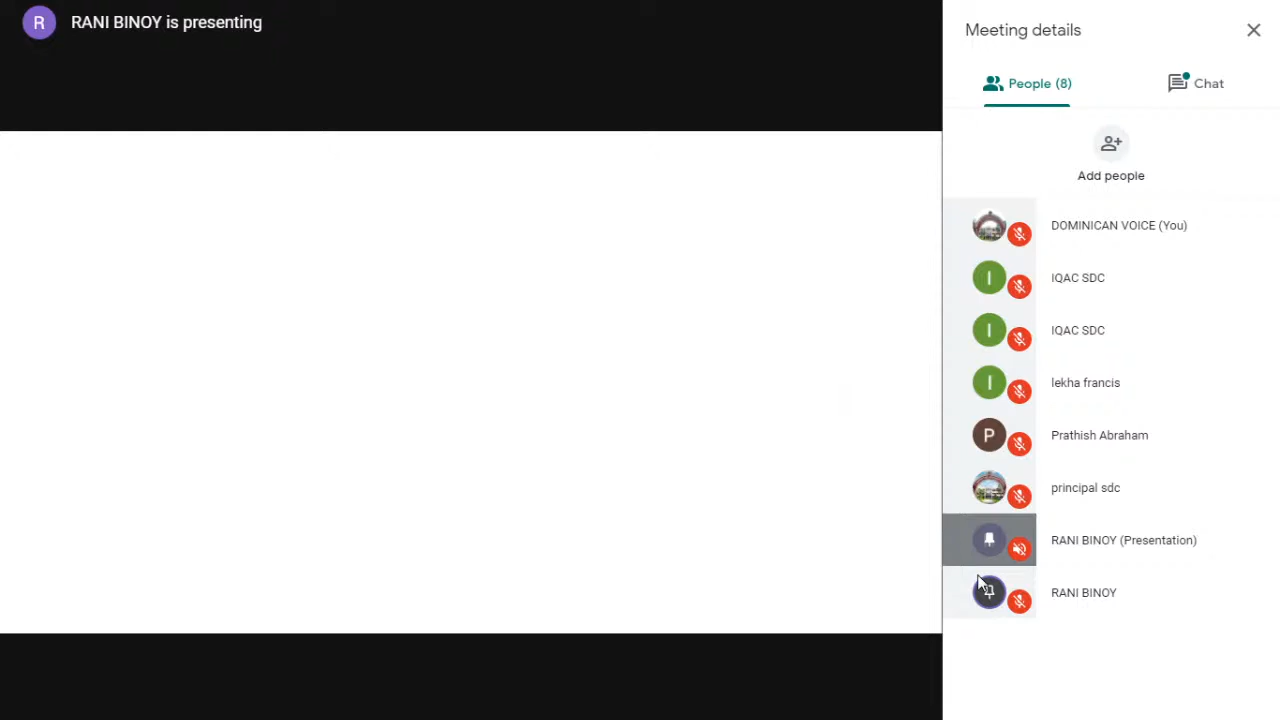 R RANI BINOY is presenting
Meeting details
People (8)
Chat
Add people
DOMINICAN VOICE (You)
I IQAC SDC
I IQAC SDC
l lekha francis
P Prathish Abraham
principal sdc
RANI BINOY (Presentation)
RANI BINOY